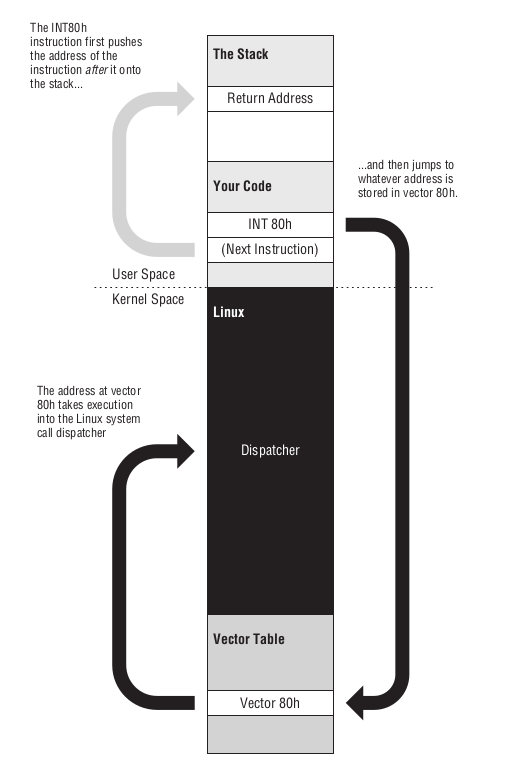 The INT80h
instruction first pushes
the address of the
instruction after it onto
the stack...
The Stack
Return Address
...and then jumps to
whatever address is
stored in vector 80h.
Your Code
INT 80h
(Next Instruction)
User Space
Kernel Space
Linux
The address at vector
80h takes execution
into the Linux system
call dispatcher
Dispatcher
Vector Table
Vector 80h